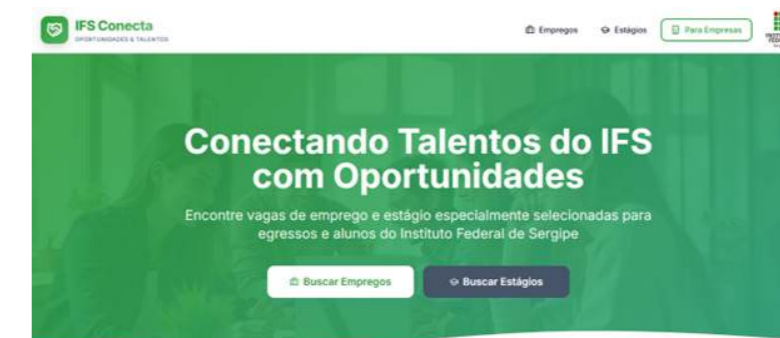 IFS Conecta
OPORTUNIDADES & TALENTOS
Empregos
Estágios
Para Empresas
Conectando Talentos do IFS
com Oportunidades
Encontre vagas de emprego e estágio especialmente selecionadas para
egressos e alunos do Instituto Federal de Sergipe
Buscar Empregos
Buscar Estágios